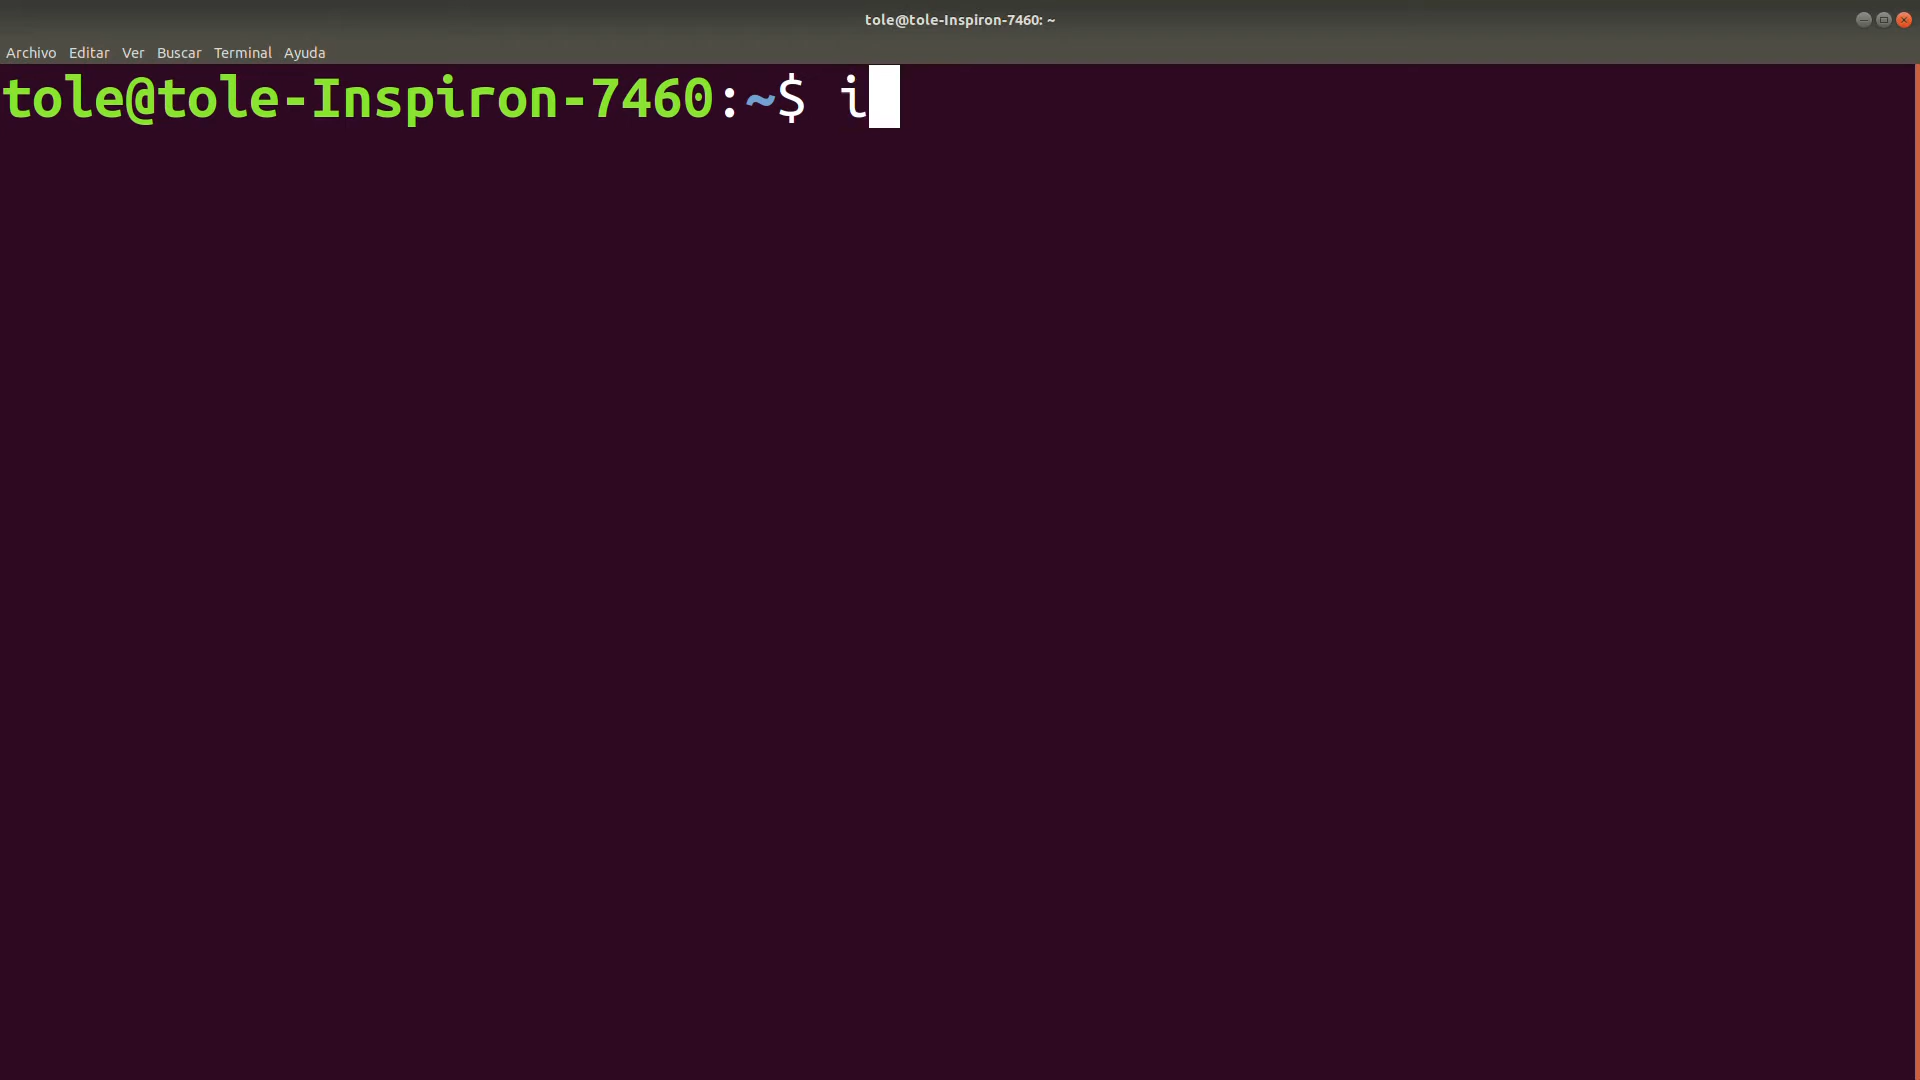 tole@tole-Inspiron-7460: ~
Archivo Editar Ver Buscar Terminal Ayuda
tole@tole-Inspiron-7460:~$ i